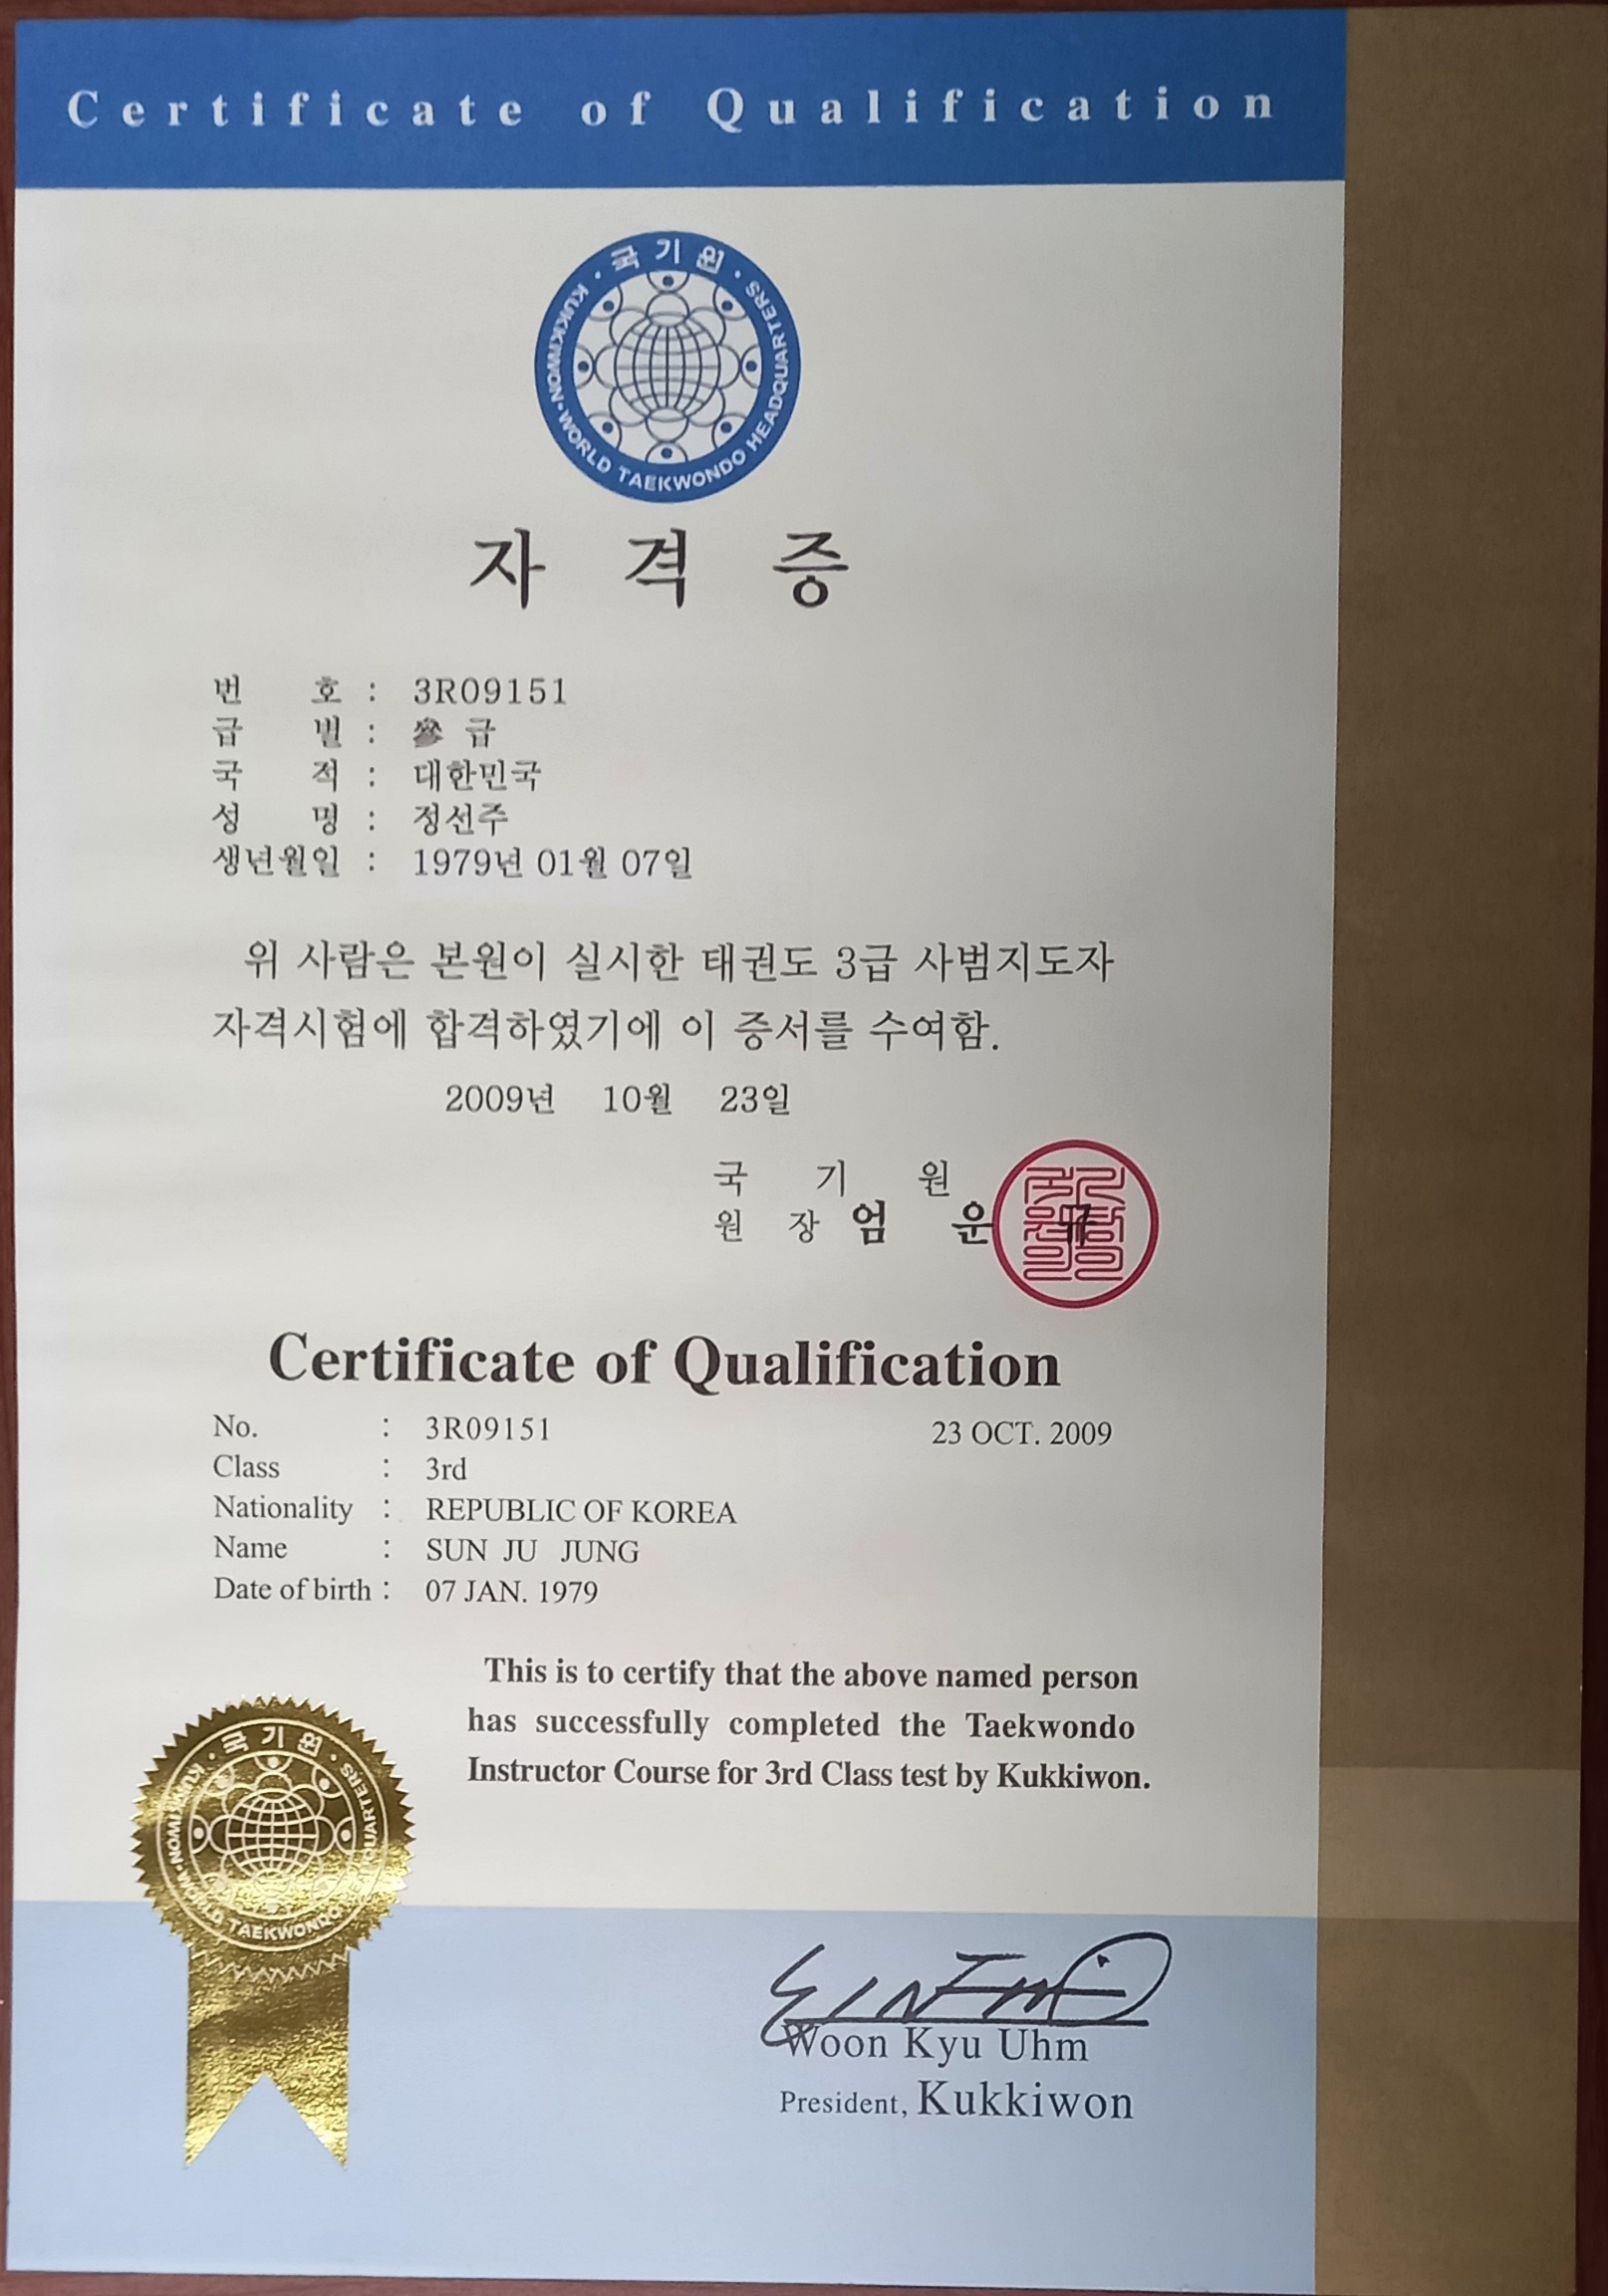 Certificate of Qualification
국기원
KUKKIWON · WORLD TAEKWONDO HEADQUARTERS
자 격 증
번 호 : 3R09151
급 별 : 參 급
국 적 : 대한민국
성 명 : 정선주
생년월일 : 1979년 01월 07일
위 사람은 본원이 실시한 태권도 3급 사범지도자
자격시험에 합격하였기에 이 증서를 수여함.
2009년 10월 23일
국 기 원
원 장 엄 운 규
Certificate of Qualification
No. : 3R09151 23 OCT. 2009
Class : 3rd
Nationality : REPUBLIC OF KOREA
Name : SUN JU JUNG
Date of birth : 07 JAN. 1979
This is to certify that the above named person
has successfully completed the Taekwondo
Instructor Course for 3rd Class test by Kukkiwon.
국기원
KUKKIWON · WORLD TAEKWONDO HEADQUARTERS
Woon Kyu Uhm
President, Kukkiwon